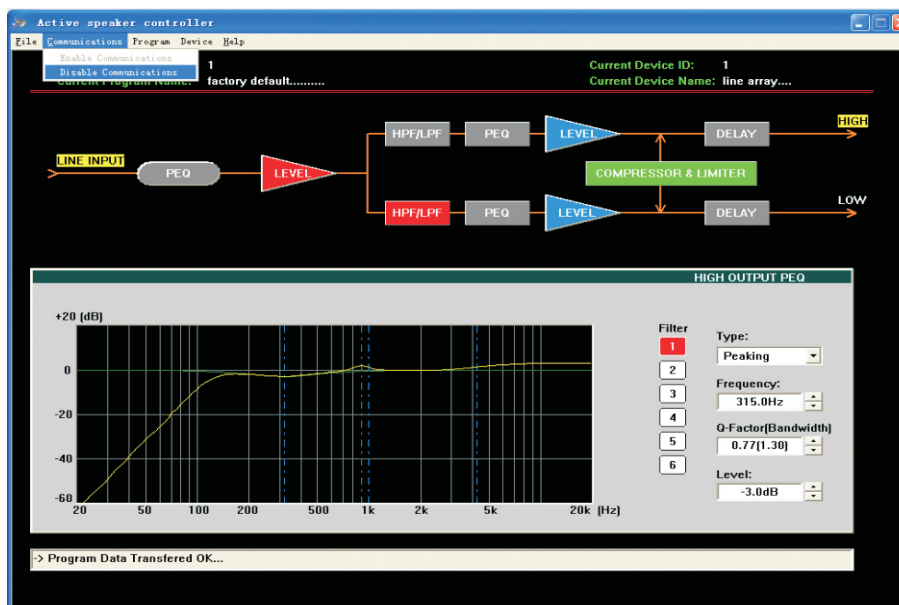 Active speaker controller
File Communications Program Device Help
Enable Communications
Disable Communications
1
Current Program Name: factory default..........
Current Device ID: 1
Current Device Name: line array....
LINE INPUT
PEQ
LEVEL
HPF/LPF
PEQ
LEVEL
DELAY
HIGH
COMPRESSOR & LIMITER
HPF/LPF
PEQ
LEVEL
DELAY
LOW
HIGH OUTPUT PEQ
+20 (dB)
0
-20
-40
-60
20 50 100 200 500 1k 2k 5k 20k (Hz)
Filter
1
2
3
4
5
6
Type:
Peaking
Frequency:
315.0Hz
Q-Factor(Bandwidth)
0.77(1.30)
Level:
-3.0dB
-> Program Data Transfered OK...